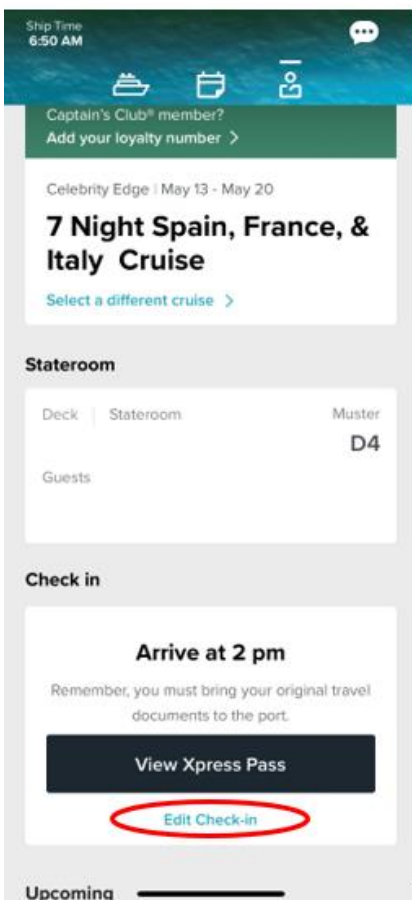 Ship Time
6:50 AM
Captain's Club® member?
Add your loyalty number >
Celebrity Edge | May 13 - May 20
7 Night Spain, France, &
Italy Cruise
Select a different cruise >
Stateroom
Deck | Stateroom Muster
D4
Guests
Check in
Arrive at 2 pm
Remember, you must bring your original travel
documents to the port.
View Xpress Pass
Edit Check-in
Upcoming